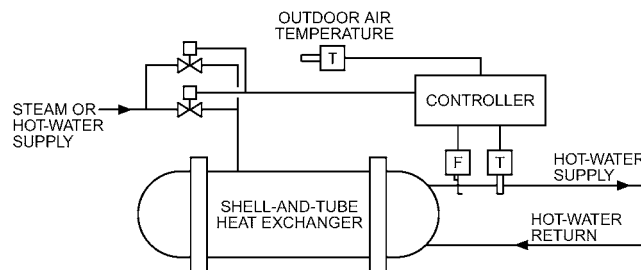 OUTDOOR AIR
TEMPERATURE
T
CONTROLLER
STEAM OR
HOT-WATER
SUPPLY
F
T
HOT-WATER
SUPPLY
SHELL-AND-TUBE
HEAT EXCHANGER
HOT-WATER
RETURN